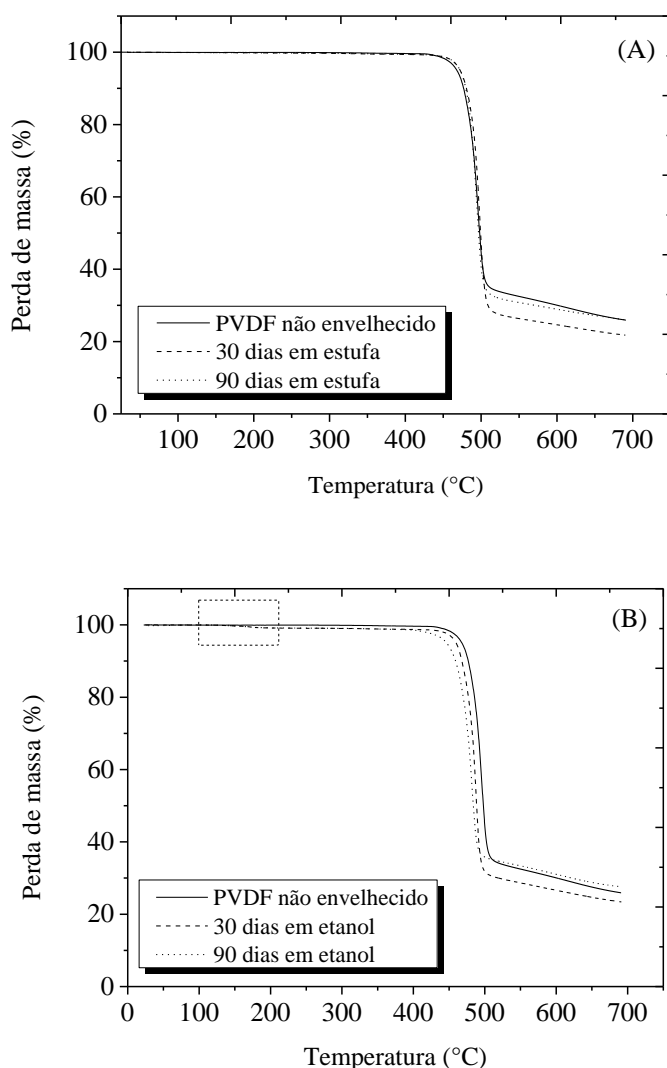 (A)
100
80
60
40
20
0
Perda de massa (%)
PVDF não envelhecido
30 dias em estufa
90 dias em estufa
100 200 300 400 500 600 700
Temperatura (°C)
(B)
100
80
60
40
20
0
Perda de massa (%)
PVDF não envelhecido
30 dias em etanol
90 dias em etanol
0 100 200 300 400 500 600 700
Temperatura (°C)